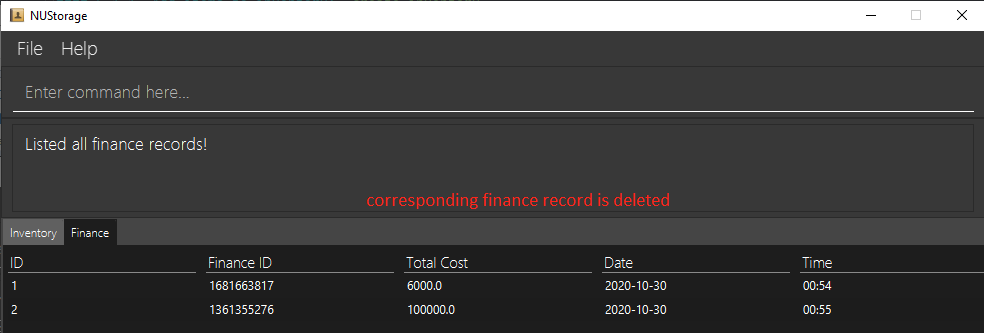 NUStorage
File Help
Enter command here...
Listed all finance records!
corresponding finance record is deleted
Inventory Finance
ID Finance ID Total Cost Date Time
1 1681663817 6000.0 2020-10-30 00:54
2 1361355276 100000.0 2020-10-30 00:55